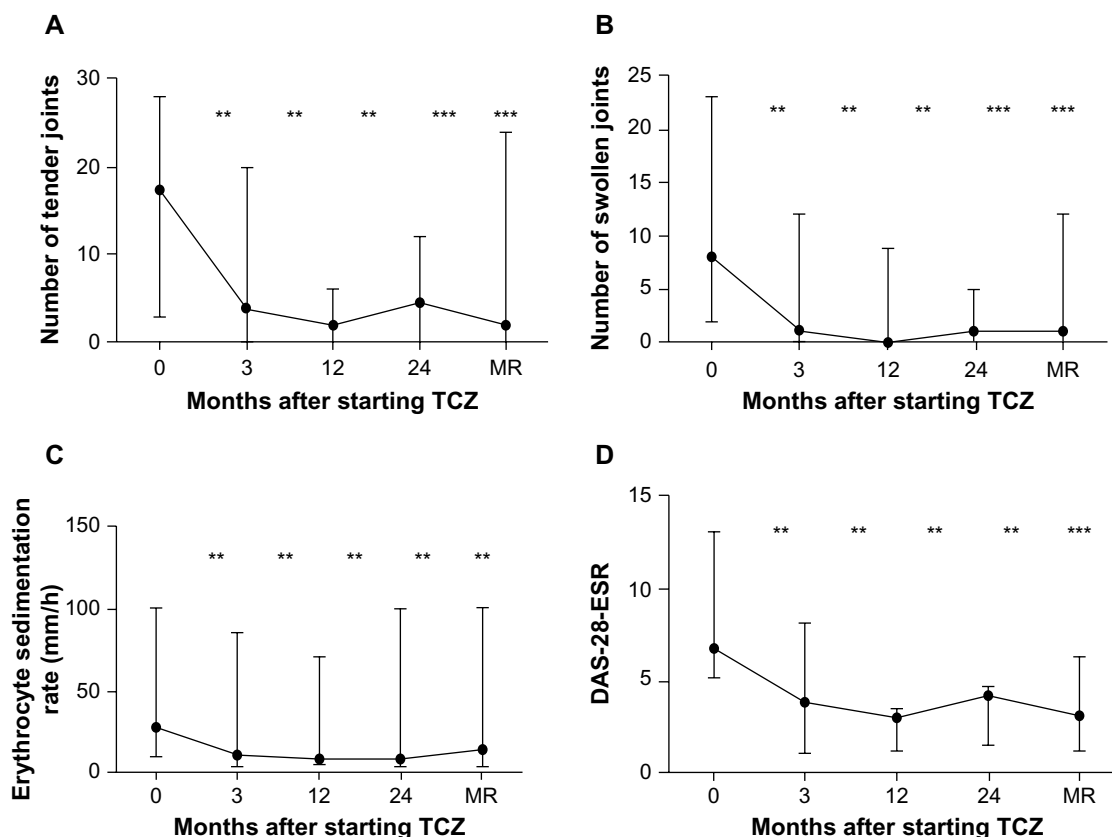 A
Number of tender joints
30
20
10
0
** ** ** *** ***
0 3 12 24 MR
Months after starting TCZ
B
Number of swollen joints
25
20
15
10
5
0
** ** ** *** ***
0 3 12 24 MR
Months after starting TCZ
C
Erythrocyte sedimentation
rate (mm/h)
150
100
50
0
** ** ** ** **
0 3 12 24 MR
Months after starting TCZ
D
DAS-28-ESR
15
10
5
0
** ** ** ** ***
0 3 12 24 MR
Months after starting TCZ